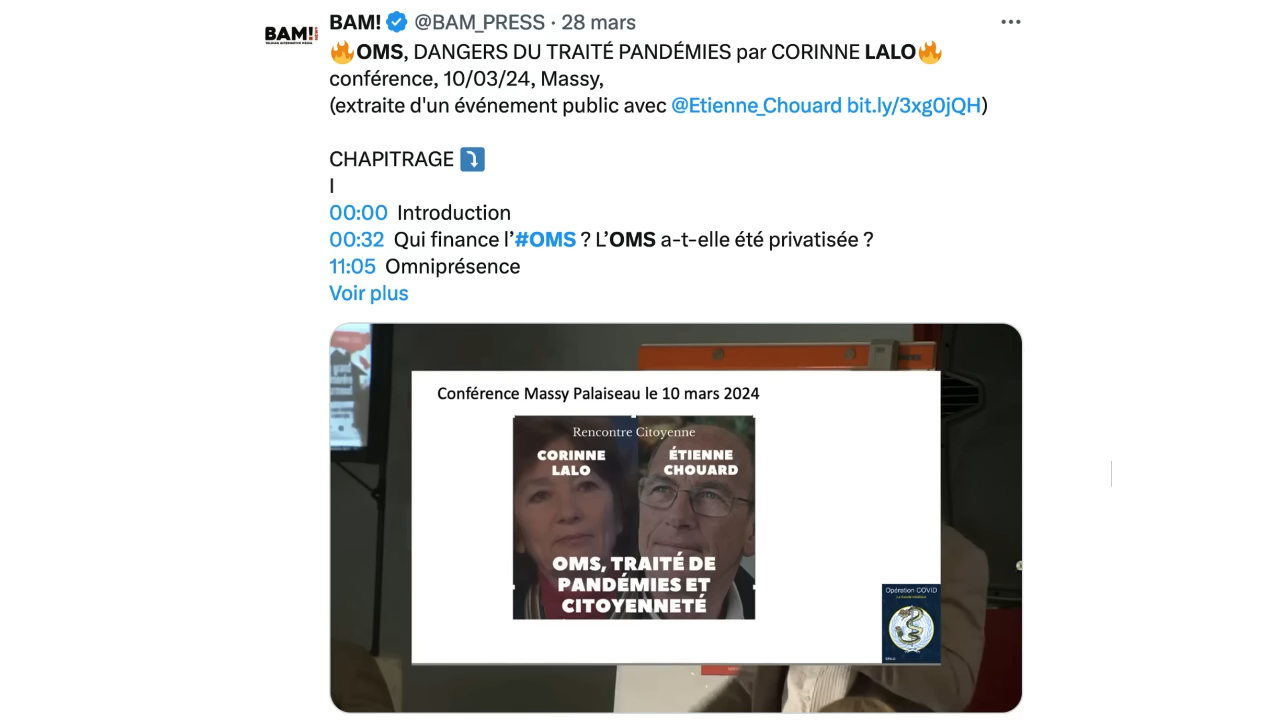 BAM!
BAM! @BAM_PRESS · 28 mars
🔥OMS, DANGERS DU TRAITÉ PANDÉMIES par CORINNE LALO🔥
conférence, 10/03/24, Massy,
(extraite d'un événement public avec @Etienne_Chouard bit.ly/3xg0jQH)
CHAPITRAGE ⤵️
I
00:00 Introduction
00:32 Qui finance l’#OMS ? L’OMS a-t-elle été privatisée ?
11:05 Omniprésence
Voir plus
Conférence Massy Palaiseau le 10 mars 2024
Rencontre Citoyenne
CORINNE
LALO
ÉTIENNE
CHOUARD
OMS, TRAITÉ DE
PANDÉMIES ET
CITOYENNETÉ
Opération COVID